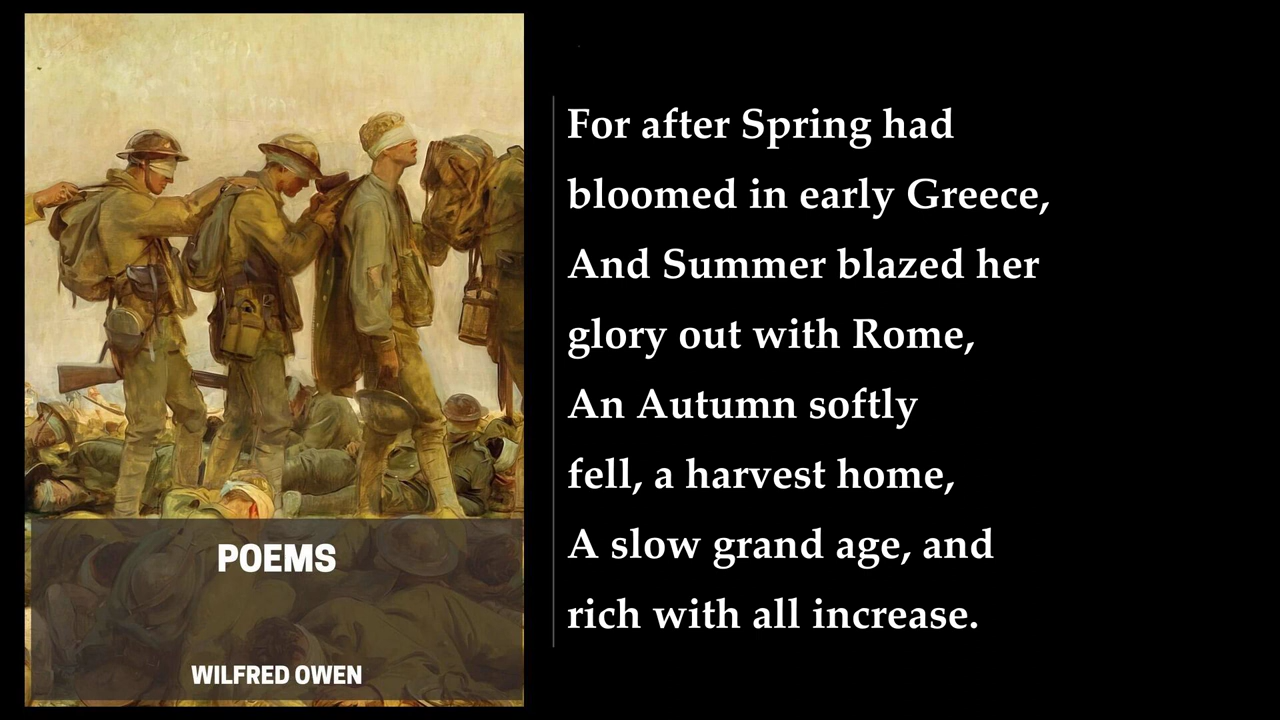 POEMS
WILFRED OWEN
For after Spring had
bloomed in early Greece,
And Summer blazed her
glory out with Rome,
An Autumn softly
fell, a harvest home,
A slow grand age, and
rich with all increase.